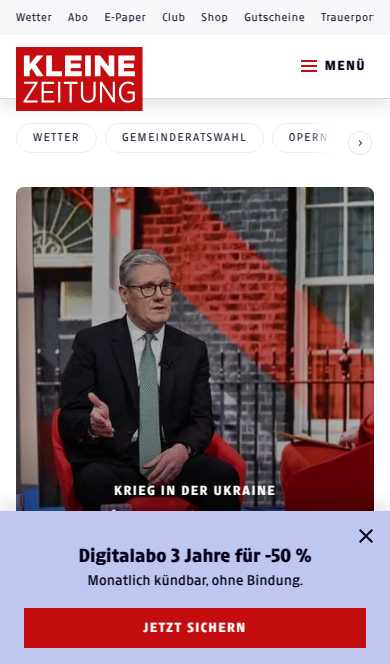 Wetter Abo E-Paper Club Shop Gutscheine Trauerpor
KLEINE
ZEITUNG
MENÜ
WETTER GEMEINDERATSWAHL OPERN
KRIEG IN DER UKRAINE
Digitalabo 3 Jahre für -50 %
Monatlich kündbar, ohne Bindung.
JETZT SICHERN